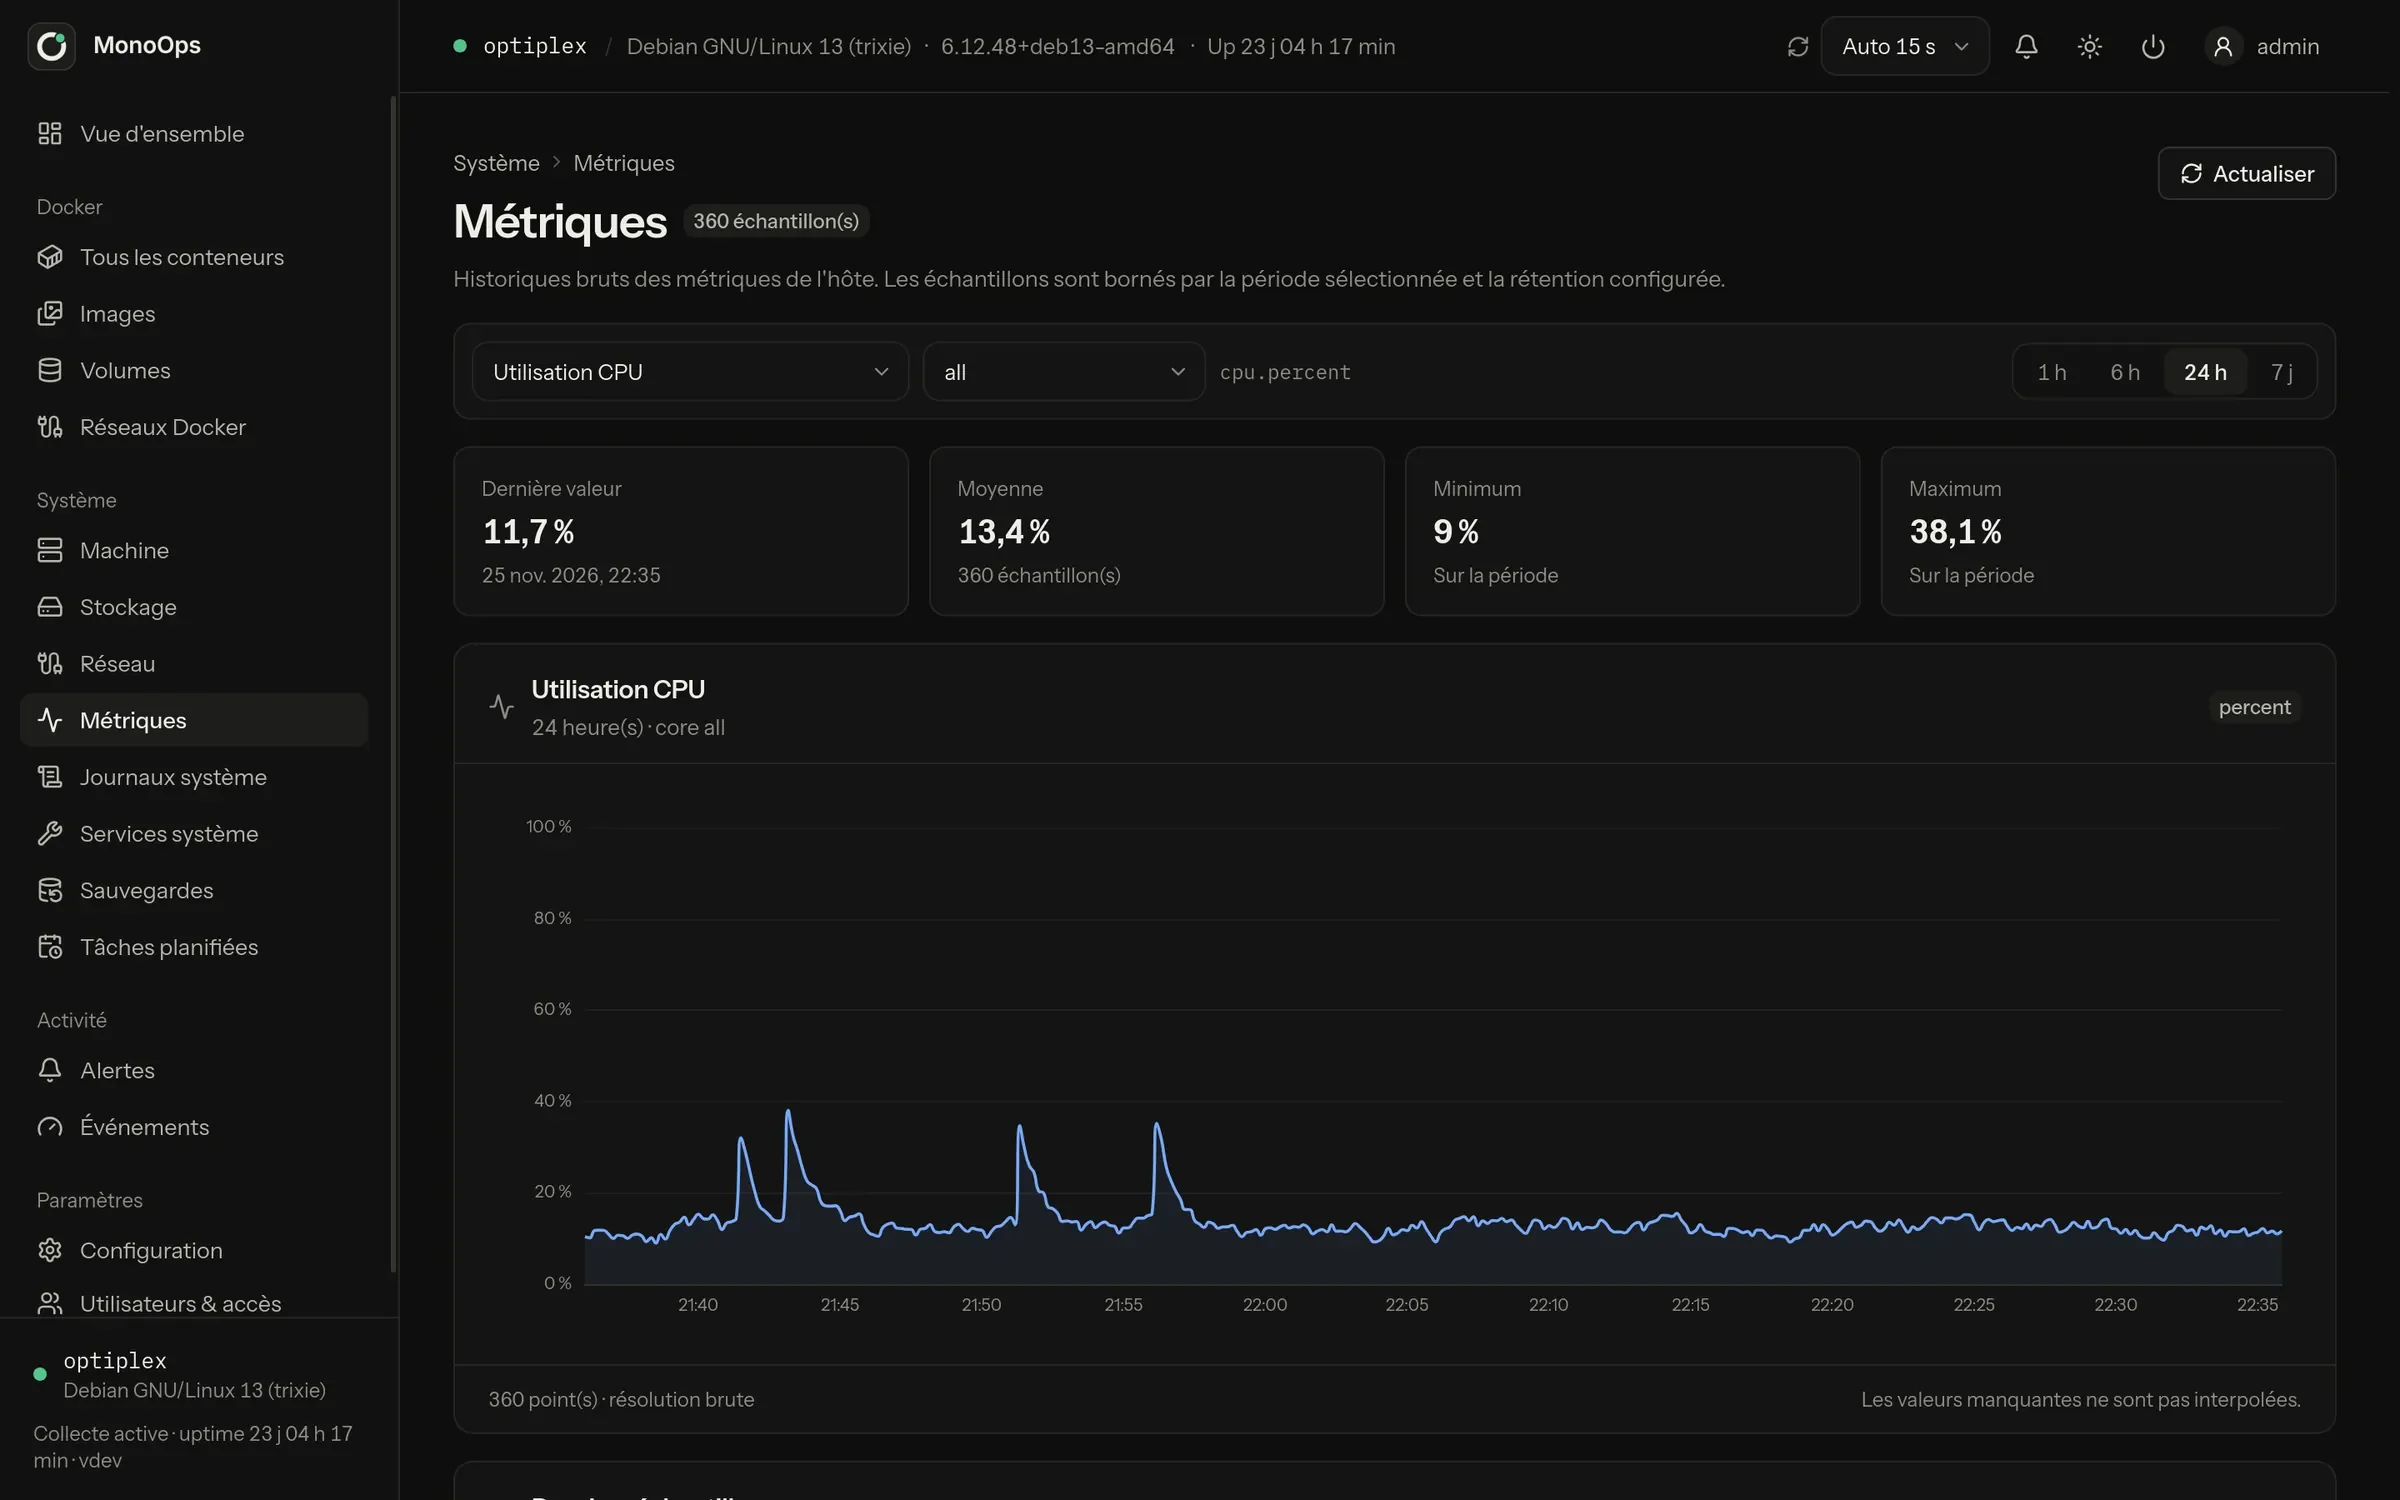 MonoOps
Vue d'ensemble
Docker
Tous les conteneurs
Images
Volumes
Réseaux Docker
Système
Machine
Stockage
Réseau
Métriques
Journaux système
Services système
Sauvegardes
Tâches planifiées
Activité
Alertes
Événements
Paramètres
Configuration
Utilisateurs & accès
optiplex
Debian GNU/Linux 13 (trixie)
Collecte active · uptime 23 j 04 h 17
min · vdev
optiplex / Debian GNU/Linux 13 (trixie) · 6.12.48+deb13-amd64 · Up 23 j 04 h 17 min
Auto 15 s
admin
Système > Métriques
Actualiser
Métriques 360 échantillon(s)
Historiques bruts des métriques de l'hôte. Les échantillons sont bornés par la période sélectionnée et la rétention configurée.
Utilisation CPU all cpu.percent 1 h 6 h 24 h 7 j
Dernière valeur
11,7 %
25 nov. 2026, 22:35
Moyenne
13,4 %
360 échantillon(s)
Minimum
9 %
Sur la période
Maximum
38,1 %
Sur la période
Utilisation CPU
24 heure(s) · core all
percent
100 %
80 %
60 %
40 %
20 %
0 %
21:40 21:45 21:50 21:55 22:00 22:05 22:10 22:15 22:20 22:25 22:30 22:35
360 point(s) · résolution brute
Les valeurs manquantes ne sont pas interpolées.